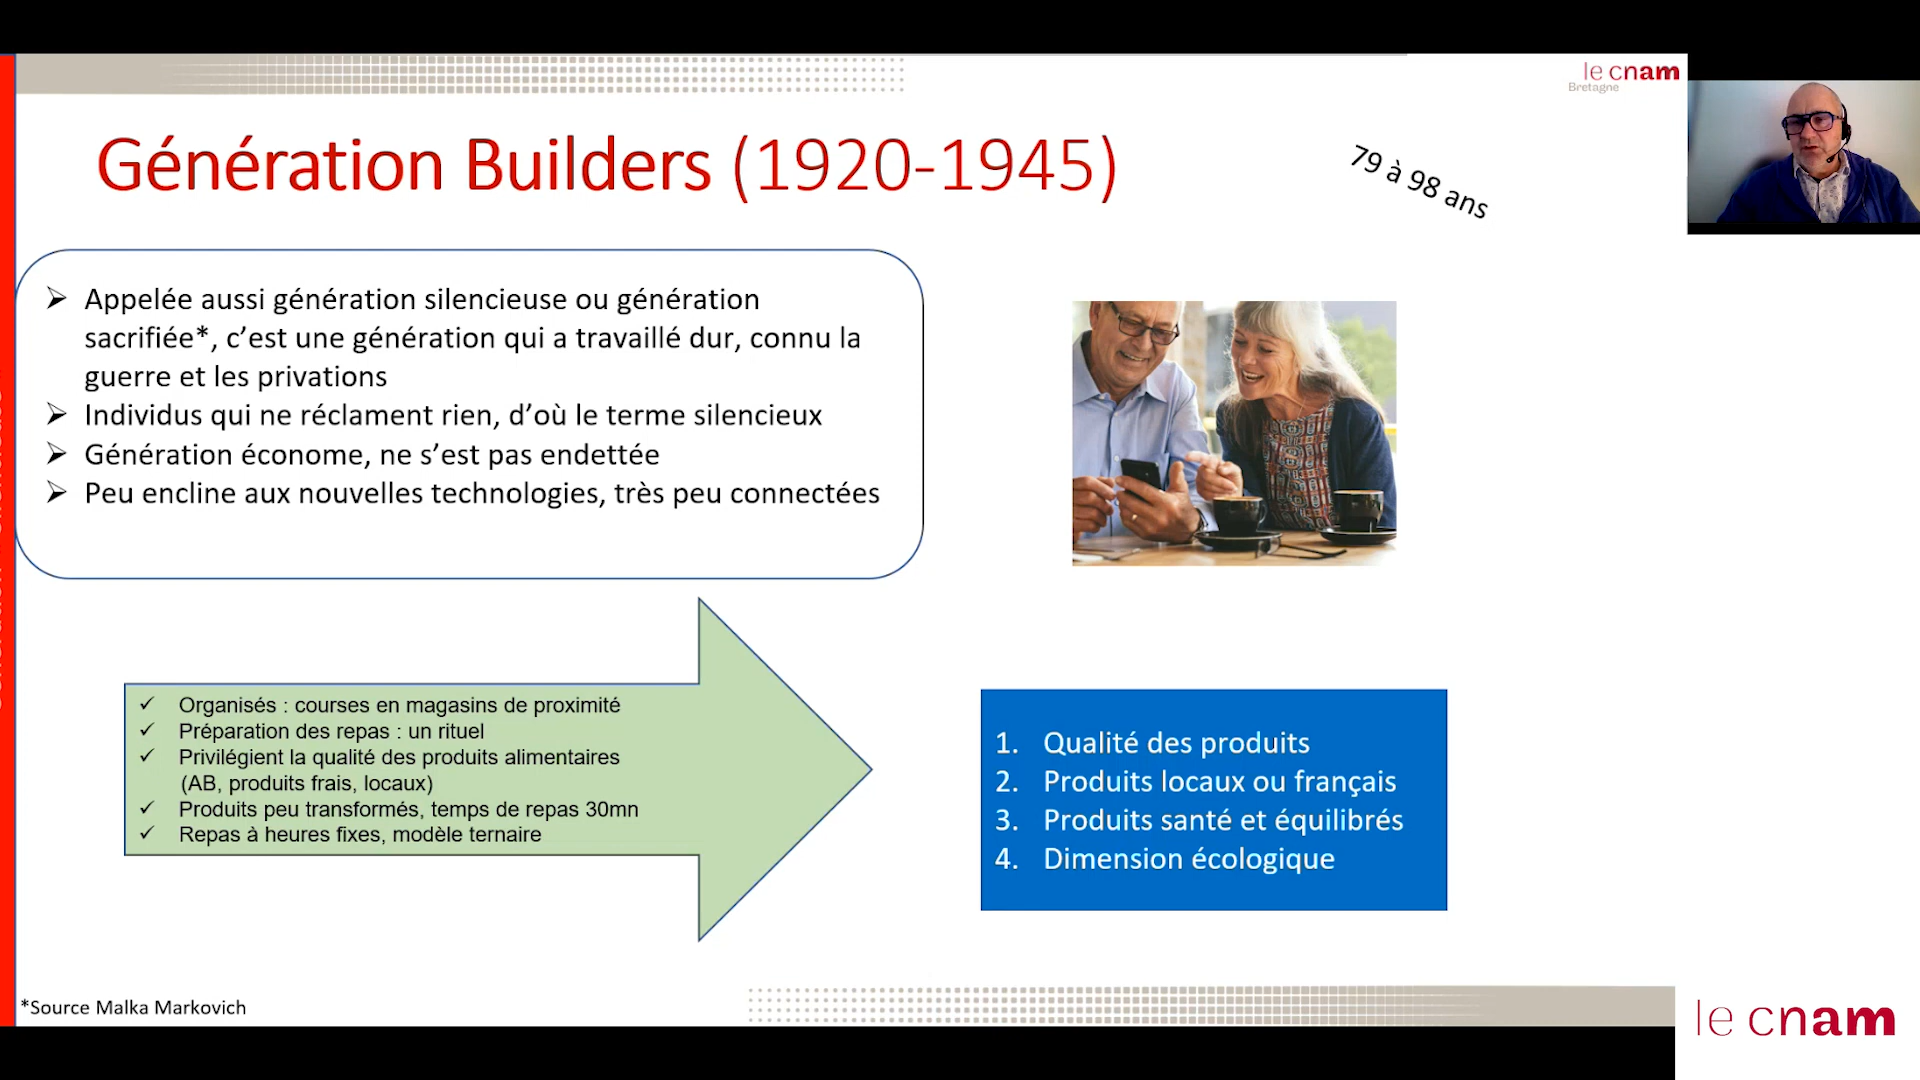 le cnam
Bretagne
Génération Builders (1920-1945)
79 à 98 ans
➢ Appelée aussi génération silencieuse ou génération
sacrifiée*, c’est une génération qui a travaillé dur, connu la
guerre et les privations
➢ Individus qui ne réclament rien, d’où le terme silencieux
➢ Génération économe, ne s’est pas endettée
➢ Peu encline aux nouvelles technologies, très peu connectées
✓ Organisés : courses en magasins de proximité
✓ Préparation des repas : un rituel
✓ Privilégient la qualité des produits alimentaires
(AB, produits frais, locaux)
✓ Produits peu transformés, temps de repas 30mn
✓ Repas à heures fixes, modèle ternaire
1. Qualité des produits
2. Produits locaux ou français
3. Produits santé et équilibrés
4. Dimension écologique
*Source Malka Markovich
le cnam